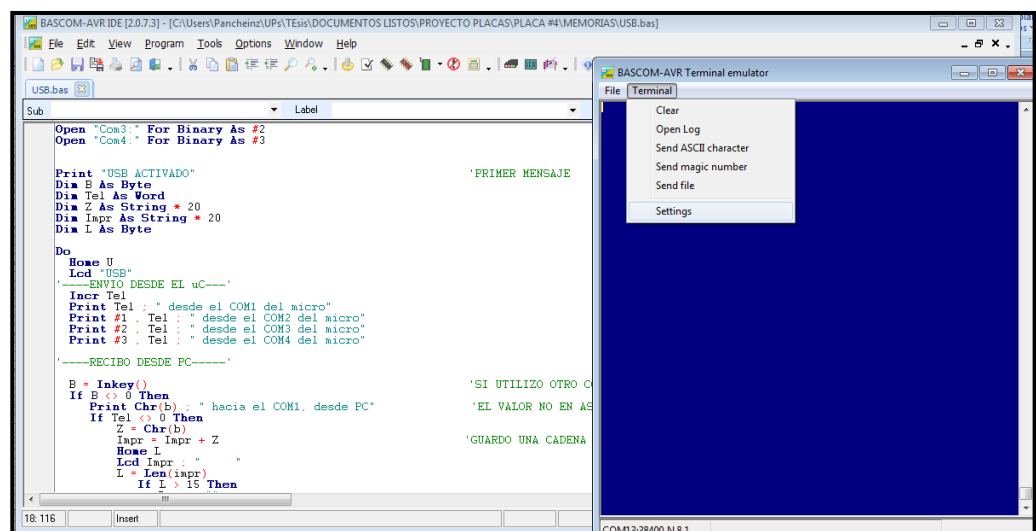 BASCOM-AVR IDE [2.0.7.3] - [C:\Users\Pancheinz\UPs\TEsis\DOCUMENTOS LISTOS\PROYECTO PLACAS\PLACA #4\MEMORIAS\USB.bas]
File Edit View Program Tools Options Window Help
USB.bas
Sub Label
Open "Com3:" For Binary As #2
Open "Com4:" For Binary As #3
Print "USB ACTIVADO" 'PRIMER MENSAJE
Dim B As Byte
Dim Tel As Word
Dim Z As String * 20
Dim Impr As String * 20
Dim L As Byte
Do
Home U
Lcd "USB"
'----ENVIO DESDE EL uC---'
Incr Tel
Print Tel ; " desde el COM1 del micro"
Print #1 , Tel ; " desde el COM2 del micro"
Print #2 , Tel ; " desde el COM3 del micro"
Print #3 , Tel ; " desde el COM4 del micro"
'----RECIBO DESDE PC-----'
B = Inkey() 'SI UTILIZO OTRO CO
If B <> 0 Then
Print Chr(b) ; " hacia el COM1, desde PC" 'EL VALOR NO EN AS
If Tel <> 0 Then
Z = Chr(b)
Impr = Impr + Z 'GUARDO UNA CADENA
Home L
Lcd Impr ; " "
L = Len(impr)
If L > 15 Then
18: 116 Insert
BASCOM-AVR Terminal emulator
File Terminal
Clear
Open Log
Send ASCII character
Send magic number
Send file
Settings
COM13:38400,N,8,1